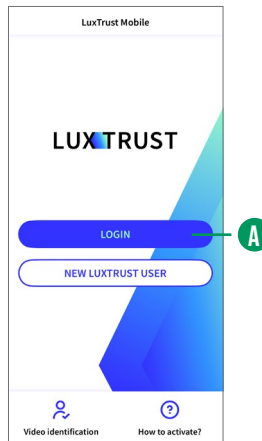 LuxTrust Mobile
LUXTRUST
LOGIN
A
NEW LUXTRUST USER
Video identification
How to activate?